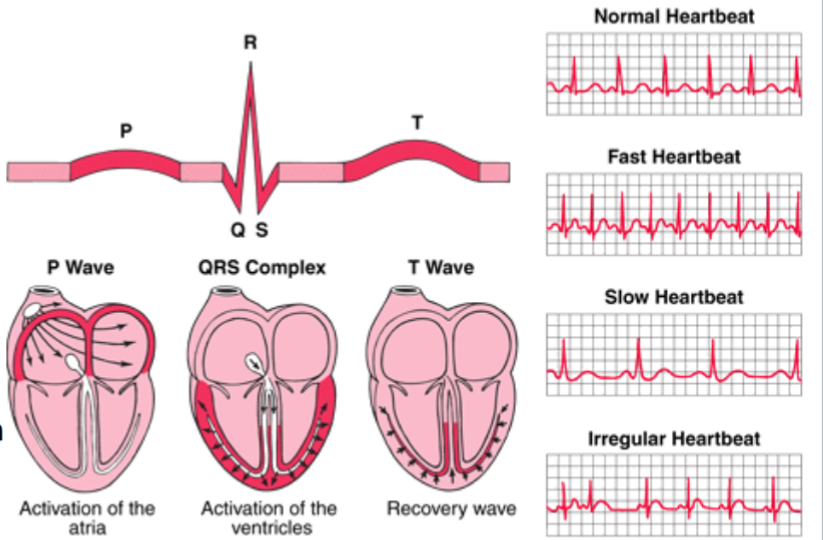 R
P
T
Q S
P Wave
QRS Complex
T Wave
Activation of the
atria
Activation of the
ventricles
Recovery wave
Normal Heartbeat
Fast Heartbeat
Slow Heartbeat
Irregular Heartbeat